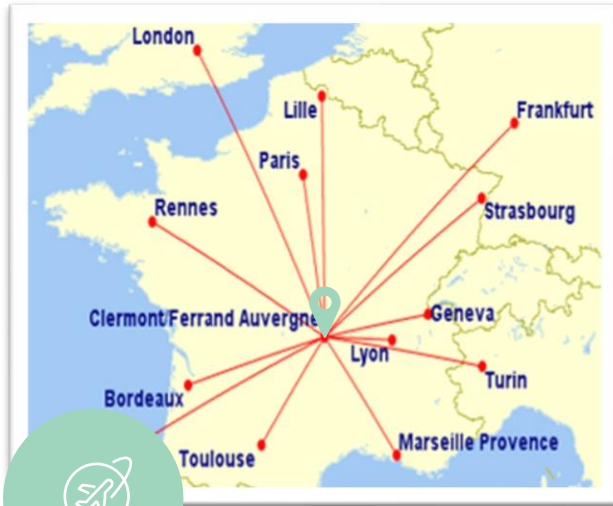 London
Lille
Frankfurt
Paris
Rennes
Strasbourg
Clermont/Ferrand Auvergne
Geneva
Lyon
Turin
Bordeaux
Marseille Provence
Toulouse